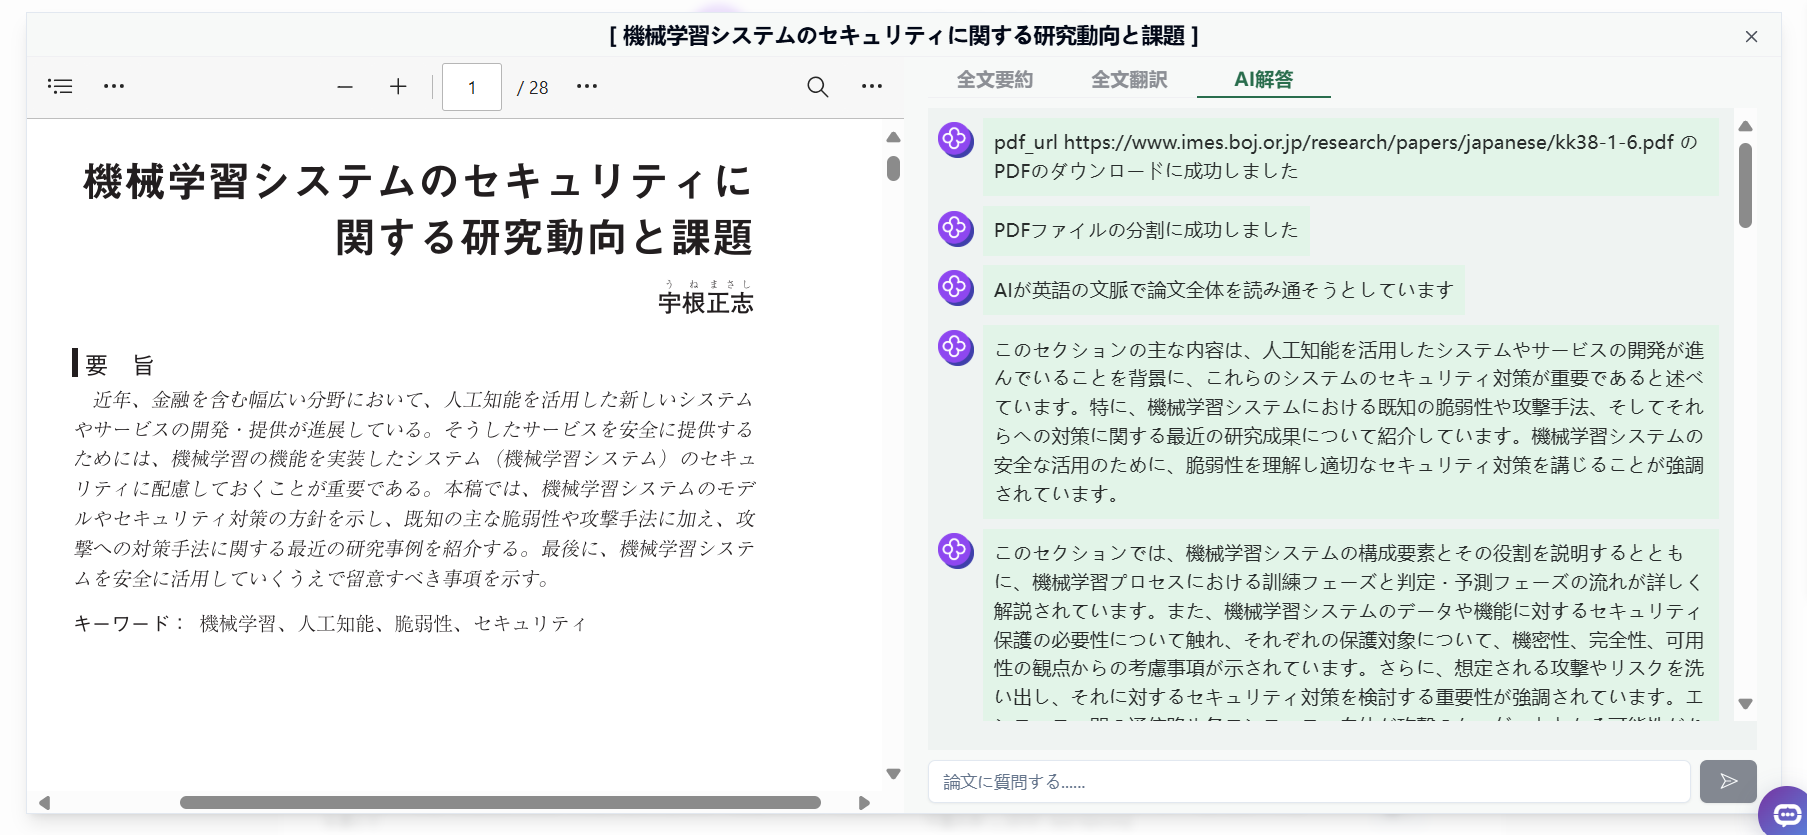 [ 機械学習システムのセキュリティに関する研究動向と課題 ]
1 / 28
機械学習システムのセキュリティに
関する研究動向と課題
うねまさし
宇根正志
要 旨
近年、金融を含む幅広い分野において、人工知能を活用した新しいシステム
やサービスの開発・提供が進展している。そうしたサービスを安全に提供する
ためには、機械学習の機能を実装したシステム（機械学習システム）のセキュ
リティに配慮しておくことが重要である。本稿では、機械学習システムのモデ
ルやセキュリティ対策の方針を示し、既知の主な脆弱性や攻撃手法に加え、攻
撃への対策手法に関する最近の研究事例を紹介する。最後に、機械学習システ
ムを安全に活用していくうえで留意すべき事項を示す。
キーワード： 機械学習、人工知能、脆弱性、セキュリティ
全文要約 全文翻訳 AI解答
pdf_url https://www.imes.boj.or.jp/research/papers/japanese/kk38-1-6.pdf の
PDFのダウンロードに成功しました
PDFファイルの分割に成功しました
AIが英語の文脈で論文全体を読み通そうとしています
このセクションの主な内容は、人工知能を活用したシステムやサービスの開発が進
んでいることを背景に、これらのシステムのセキュリティ対策が重要であると述べ
ています。特に、機械学習システムにおける既知の脆弱性や攻撃手法、そしてそれ
らへの対策に関する最近の研究成果について紹介しています。機械学習システムの
安全な活用のために、脆弱性を理解し適切なセキュリティ対策を講じることが強調
されています。
このセクションでは、機械学習システムの構成要素とその役割を説明するととも
に、機械学習プロセスにおける訓練フェーズと判定・予測フェーズの流れが詳しく
解説されています。また、機械学習システムのデータや機能に対するセキュリティ
保護の必要性について触れ、それぞれの保護対象について、機密性、完全性、可用
性の観点からの考慮事項が示されています。さらに、想定される攻撃やリスクを洗
い出し、それに対するセキュリティ対策を検討する重要性が強調されています。エ
論文に質問する......